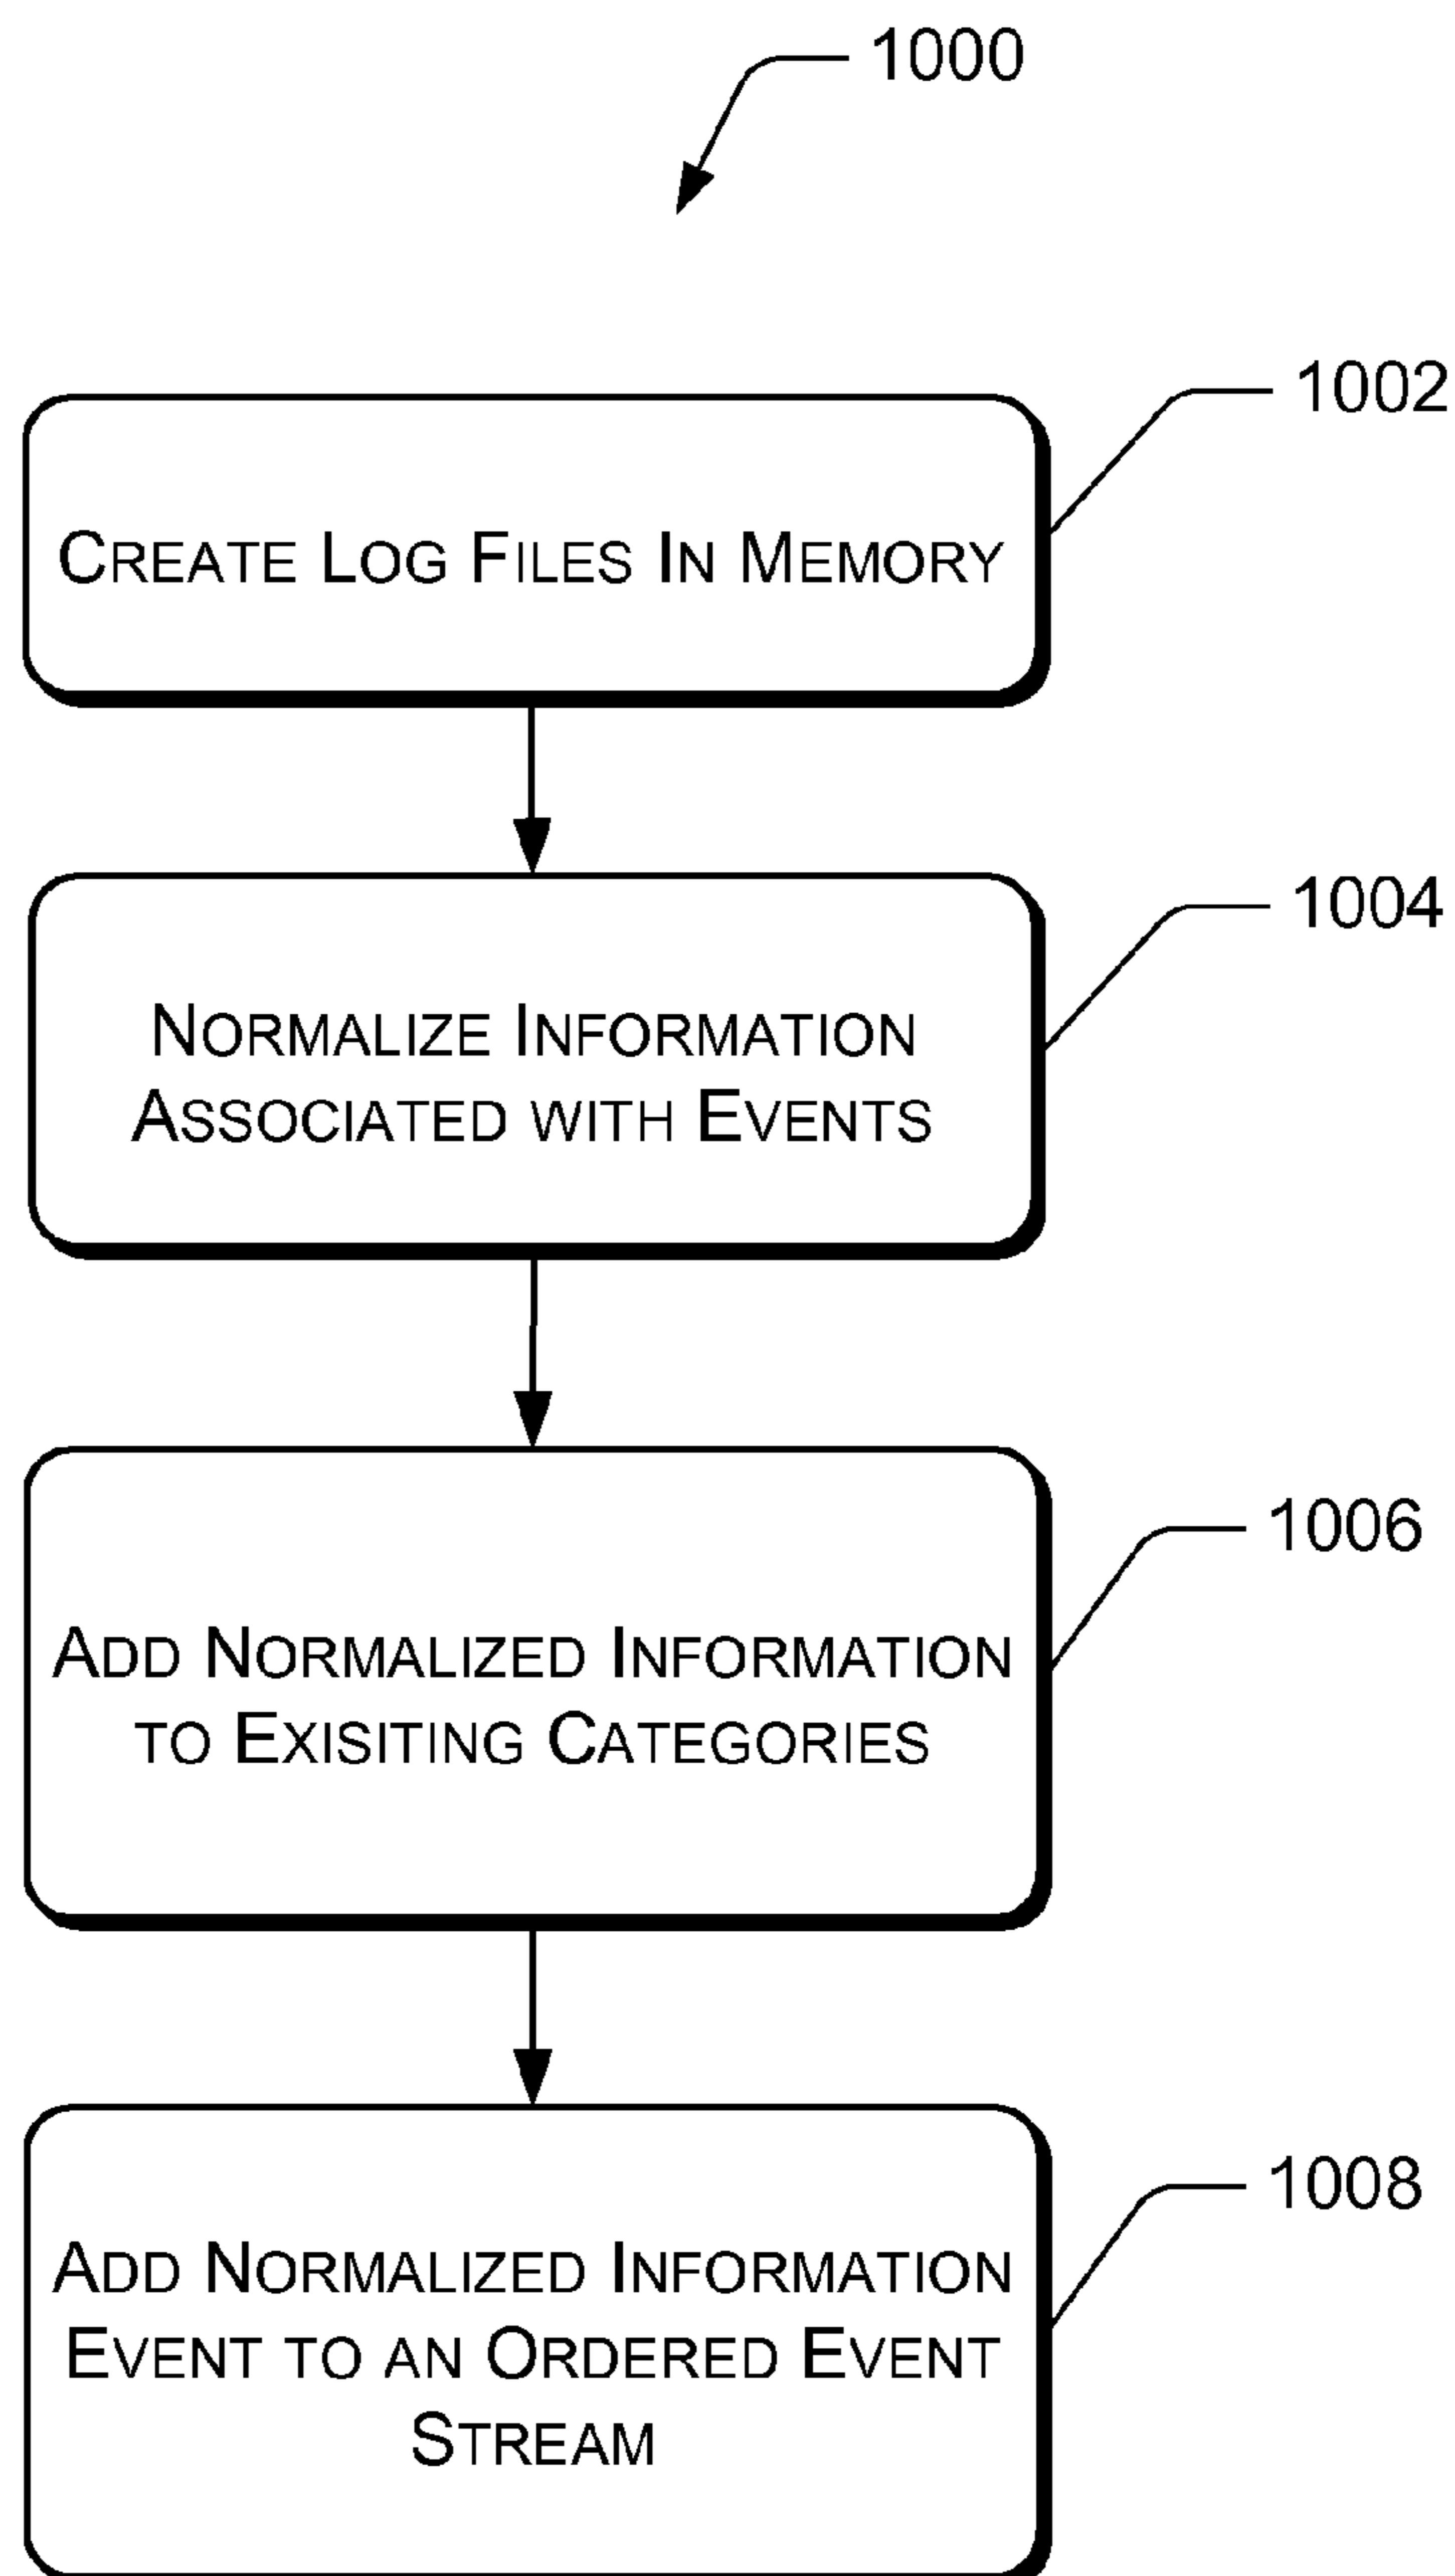 1000
1002
CREATE LOG FILES IN MEMORY
1004
NORMALIZE INFORMATION
ASSOCIATED WITH EVENTS
1006
ADD NORMALIZED INFORMATION
TO EXISITING CATEGORIES
1008
ADD NORMALIZED INFORMATION
EVENT TO AN ORDERED EVENT
STREAM